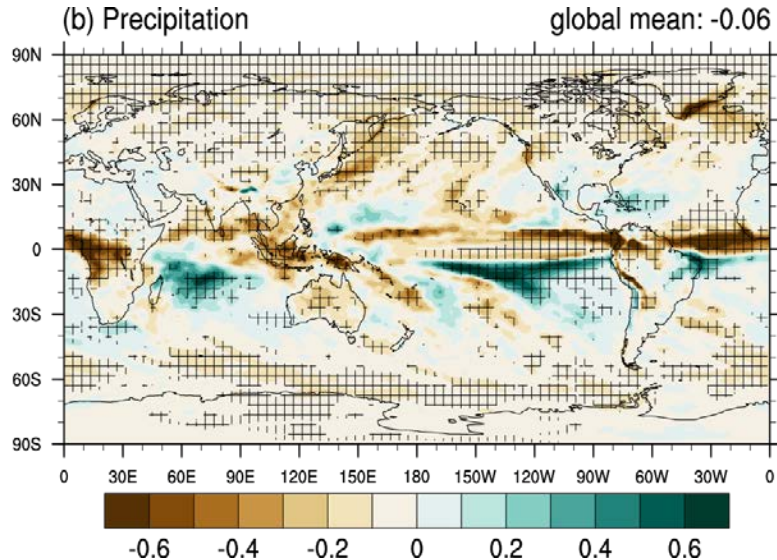 (b) Precipitation global mean: -0.06
90N
60N
30N
0
30S
60S
90S
0 30E 60E 90E 120E 150E 180 150W 120W 90W 60W 30W 0
-0.6 -0.4 -0.2 0 0.2 0.4 0.6